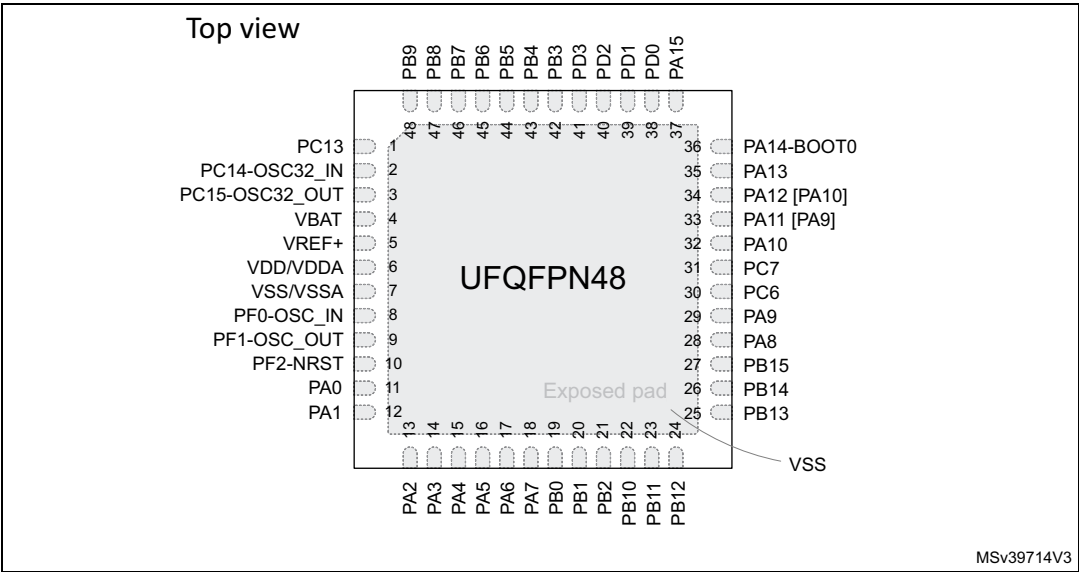 Top view
PB9
PB8
PB7
PB6
PB5
PB4
PB3
PD3
PD2
PD1
PD0
PA15
48
47
46
45
44
43
42
41
40
39
38
37
PC13 1
PC14-OSC32_IN 2
PC15-OSC32_OUT 3
VBAT 4
VREF+ 5
VDD/VDDA 6
VSS/VSSA 7
PF0-OSC_IN 8
PF1-OSC_OUT 9
PF2-NRST 10
PA0 11
PA1 12
UFQFPN48
Exposed pad
36 PA14-BOOT0
35 PA13
34 PA12 [PA10]
33 PA11 [PA9]
32 PA10
31 PC7
30 PC6
29 PA9
28 PA8
27 PB15
26 PB14
25 PB13
VSS
13
14
15
16
17
18
19
20
21
22
23
24
PA2
PA3
PA4
PA5
PA6
PA7
PB0
PB1
PB2
PB10
PB11
PB12
MSv39714V3